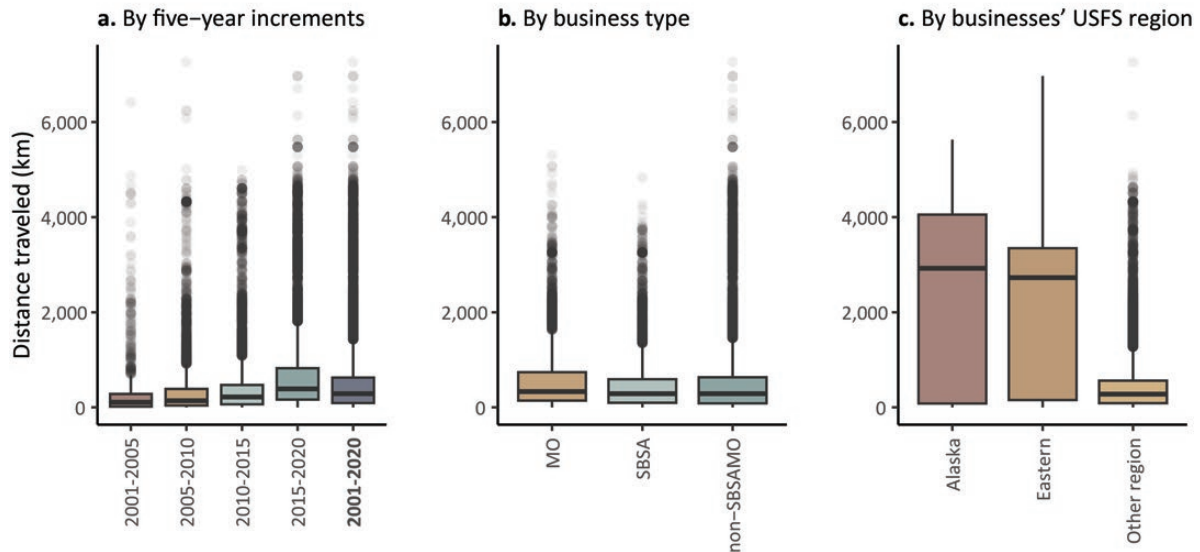 a. By five−year increments
Distance traveled (km)
6,000
4,000
2,000
0
2001-2005
2005-2010
2010-2015
2015-2020
2001-2020
b. By business type
6,000
4,000
2,000
0
MO
SBSA
non−SBSAMO
c. By businesses’ USFS region
6,000
4,000
2,000
0
Alaska
Eastern
Other region